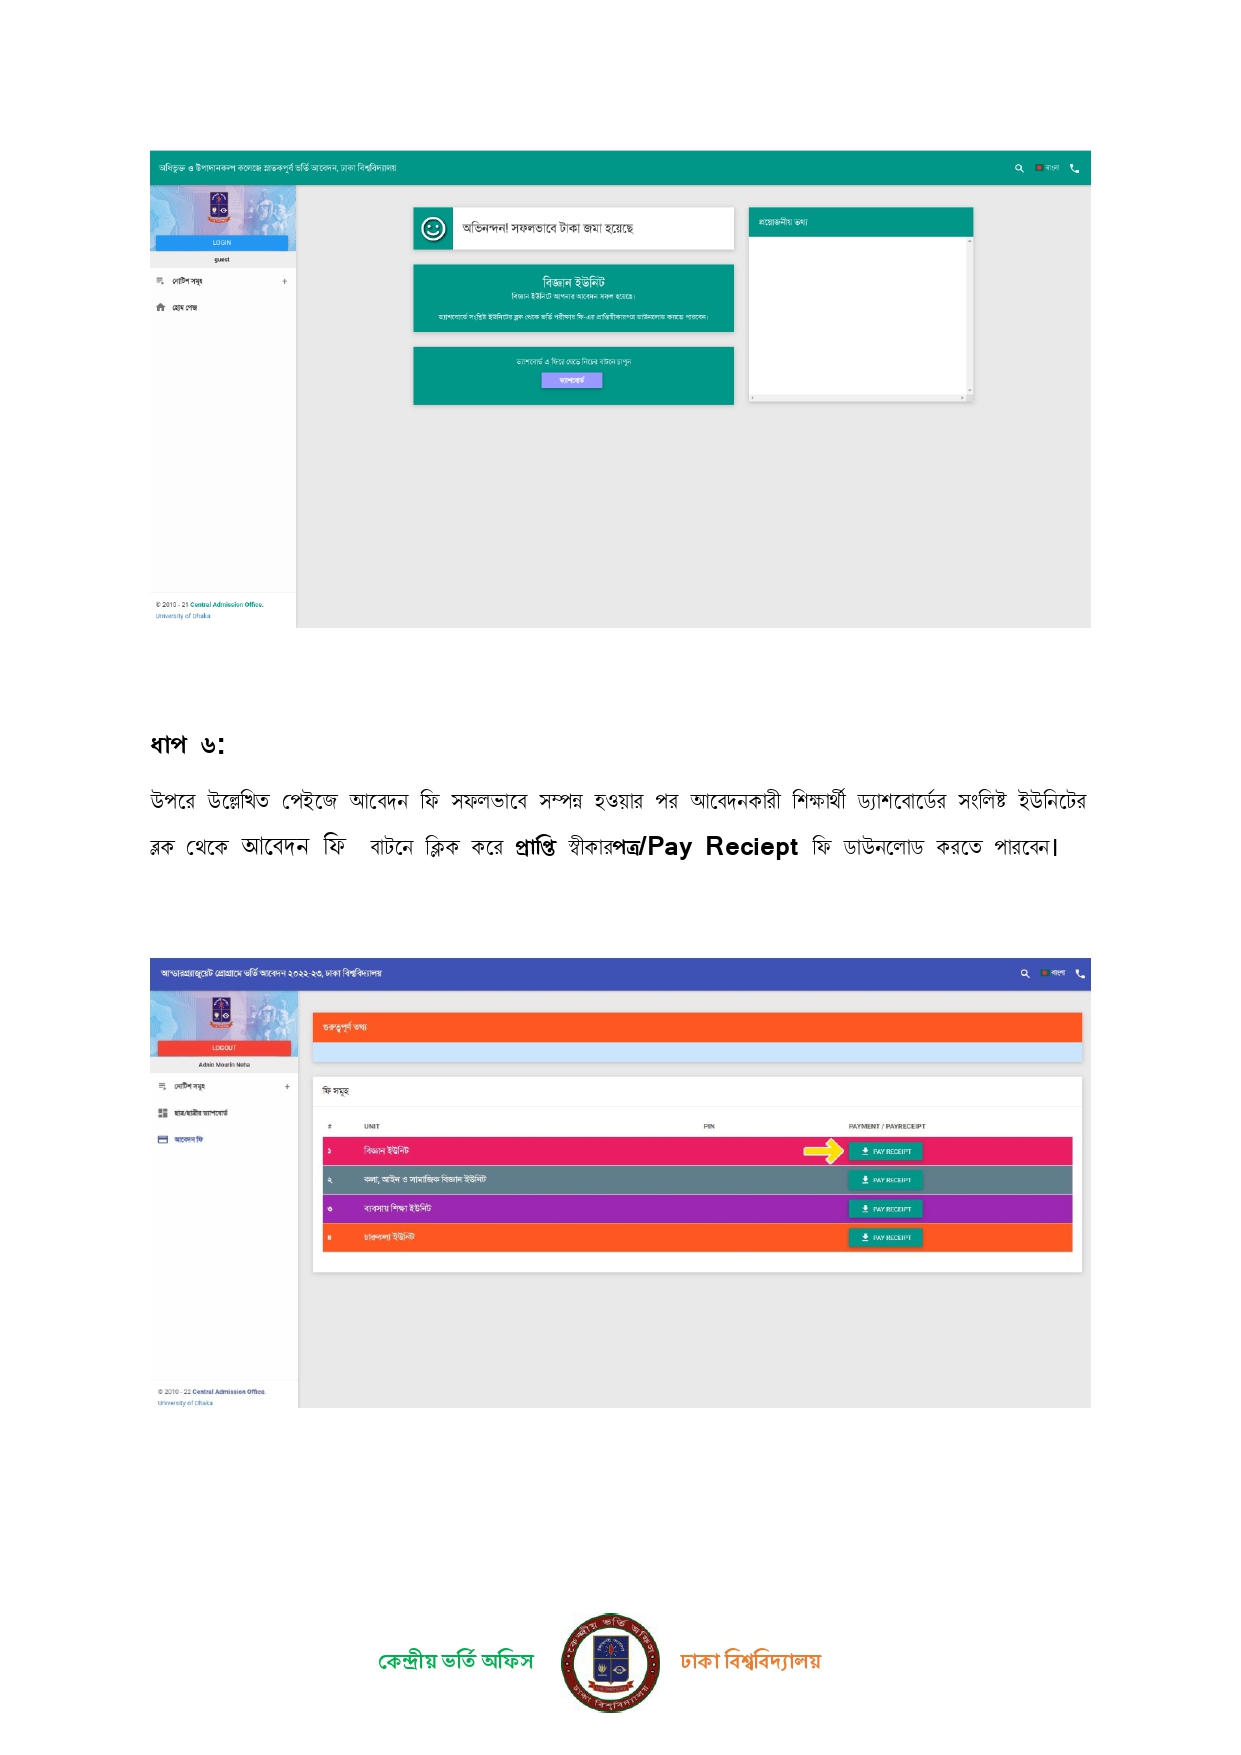 অধিভুক্ত ও উপাদানকল্প কলেজে স্নাতকপূর্ব ভর্তি আবেদন, ঢাকা বিশ্ববিদ্যালয়
বাংলা
LOGIN
guest
নোটিশ সমূহ +
হোম পেজ
অভিনন্দন! সফলভাবে টাকা জমা হয়েছে
প্রয়োজনীয় তথ্য
বিজ্ঞান ইউনিট
বিজ্ঞান ইউনিটে আপনার আবেদন সফল হয়েছে।
ড্যাশবোর্ডে সংশ্লিষ্ট ইউনিটের ব্লক থেকে ভর্তি পরীক্ষার ফি-এর প্রাপ্তিস্বীকারপত্র ডাউনলোড করতে পারবেন।
ড্যাশবোর্ড এ ফিরে যেতে নিচের বাটনে চাপুন
ড্যাশবোর্ড
© 2010 - 21 Central Admission Office.
University of Dhaka
ধাপ ৬:
উপরে উল্লেখিত পেইজে আবেদন ফি সফলভাবে সম্পন্ন হওয়ার পর আবেদনকারী শিক্ষার্থী ড্যাশবোর্ডের সংলিষ্ট ইউনিটের
ব্লক থেকে আবেদন ফি বাটনে ক্লিক করে প্রাপ্তি স্বীকারপত্র/Pay Reciept ফি ডাউনলোড করতে পারবেন।
আন্ডারগ্র্যাজুয়েট প্রোগ্রামে ভর্তি আবেদন ২০২২-২৩, ঢাকা বিশ্ববিদ্যালয়
বাংলা
LOGOUT
Adnin Mourin Neha
নোটিশ সমূহ +
ছাত্র/ছাত্রীর ড্যাশবোর্ড
আবেদন ফি
গুরুত্বপূর্ণ তথ্য
ফি সমূহ
# UNIT PIN PAYMENT / PAYRECEIPT
১ বিজ্ঞান ইউনিট PAY RECEIPT
২ কলা, আইন ও সামাজিক বিজ্ঞান ইউনিট PAY RECEIPT
৩ ব্যবসায় শিক্ষা ইউনিট PAY RECEIPT
৪ চারুকলা ইউনিট PAY RECEIPT
© 2010 - 22 Central Admission Office.
University of Dhaka
কেন্দ্রীয় ভর্তি অফিস
কেন্দ্রীয় ভর্তি অফিস
ঢাকা বিশ্ববিদ্যালয়
ঢাকা বিশ্ববিদ্যালয়